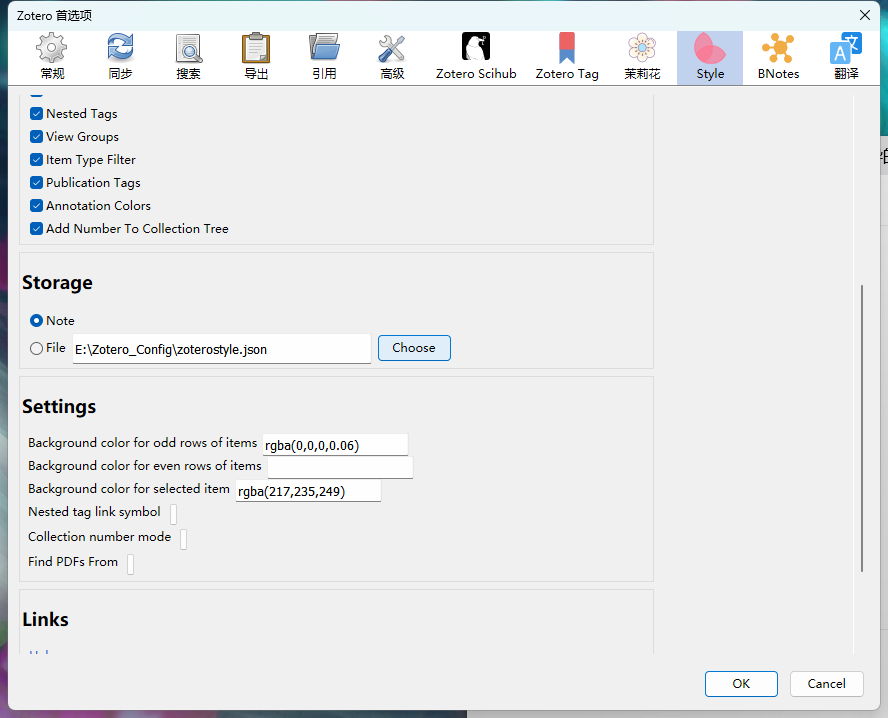 Zotero 首选项
常规
同步
搜索
导出
引用
高级
Zotero Scihub
Zotero Tag
茉莉花
Style
BNotes
翻译
Nested Tags
View Groups
Item Type Filter
Publication Tags
Annotation Colors
Add Number To Collection Tree
Storage
Note
File E:\Zotero_Config\zoterostyle.json Choose
Settings
Background color for odd rows of items rgba(0,0,0,0.06)
Background color for even rows of items
Background color for selected item rgba(217,235,249)
Nested tag link symbol
Collection number mode
Find PDFs From
Links
OK Cancel